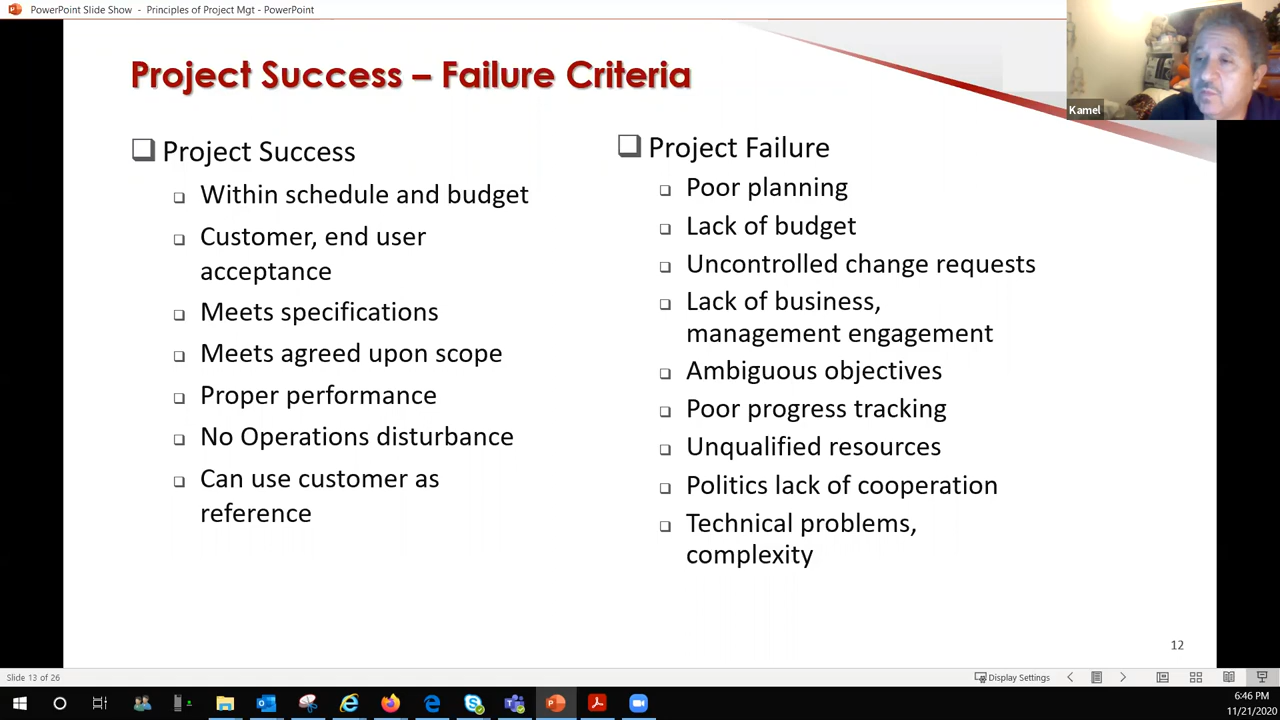 PowerPoint Slide Show - Principles of Project Mgt - PowerPoint
Project Success – Failure Criteria
Kamel
Project Success
Within schedule and budget
Customer, end user
acceptance
Meets specifications
Meets agreed upon scope
Proper performance
No Operations disturbance
Can use customer as
reference
Project Failure
Poor planning
Lack of budget
Uncontrolled change requests
Lack of business,
management engagement
Ambiguous objectives
Poor progress tracking
Unqualified resources
Politics lack of cooperation
Technical problems,
complexity
12
Slide 13 of 26
Display Settings
6:46 PM
11/21/2020